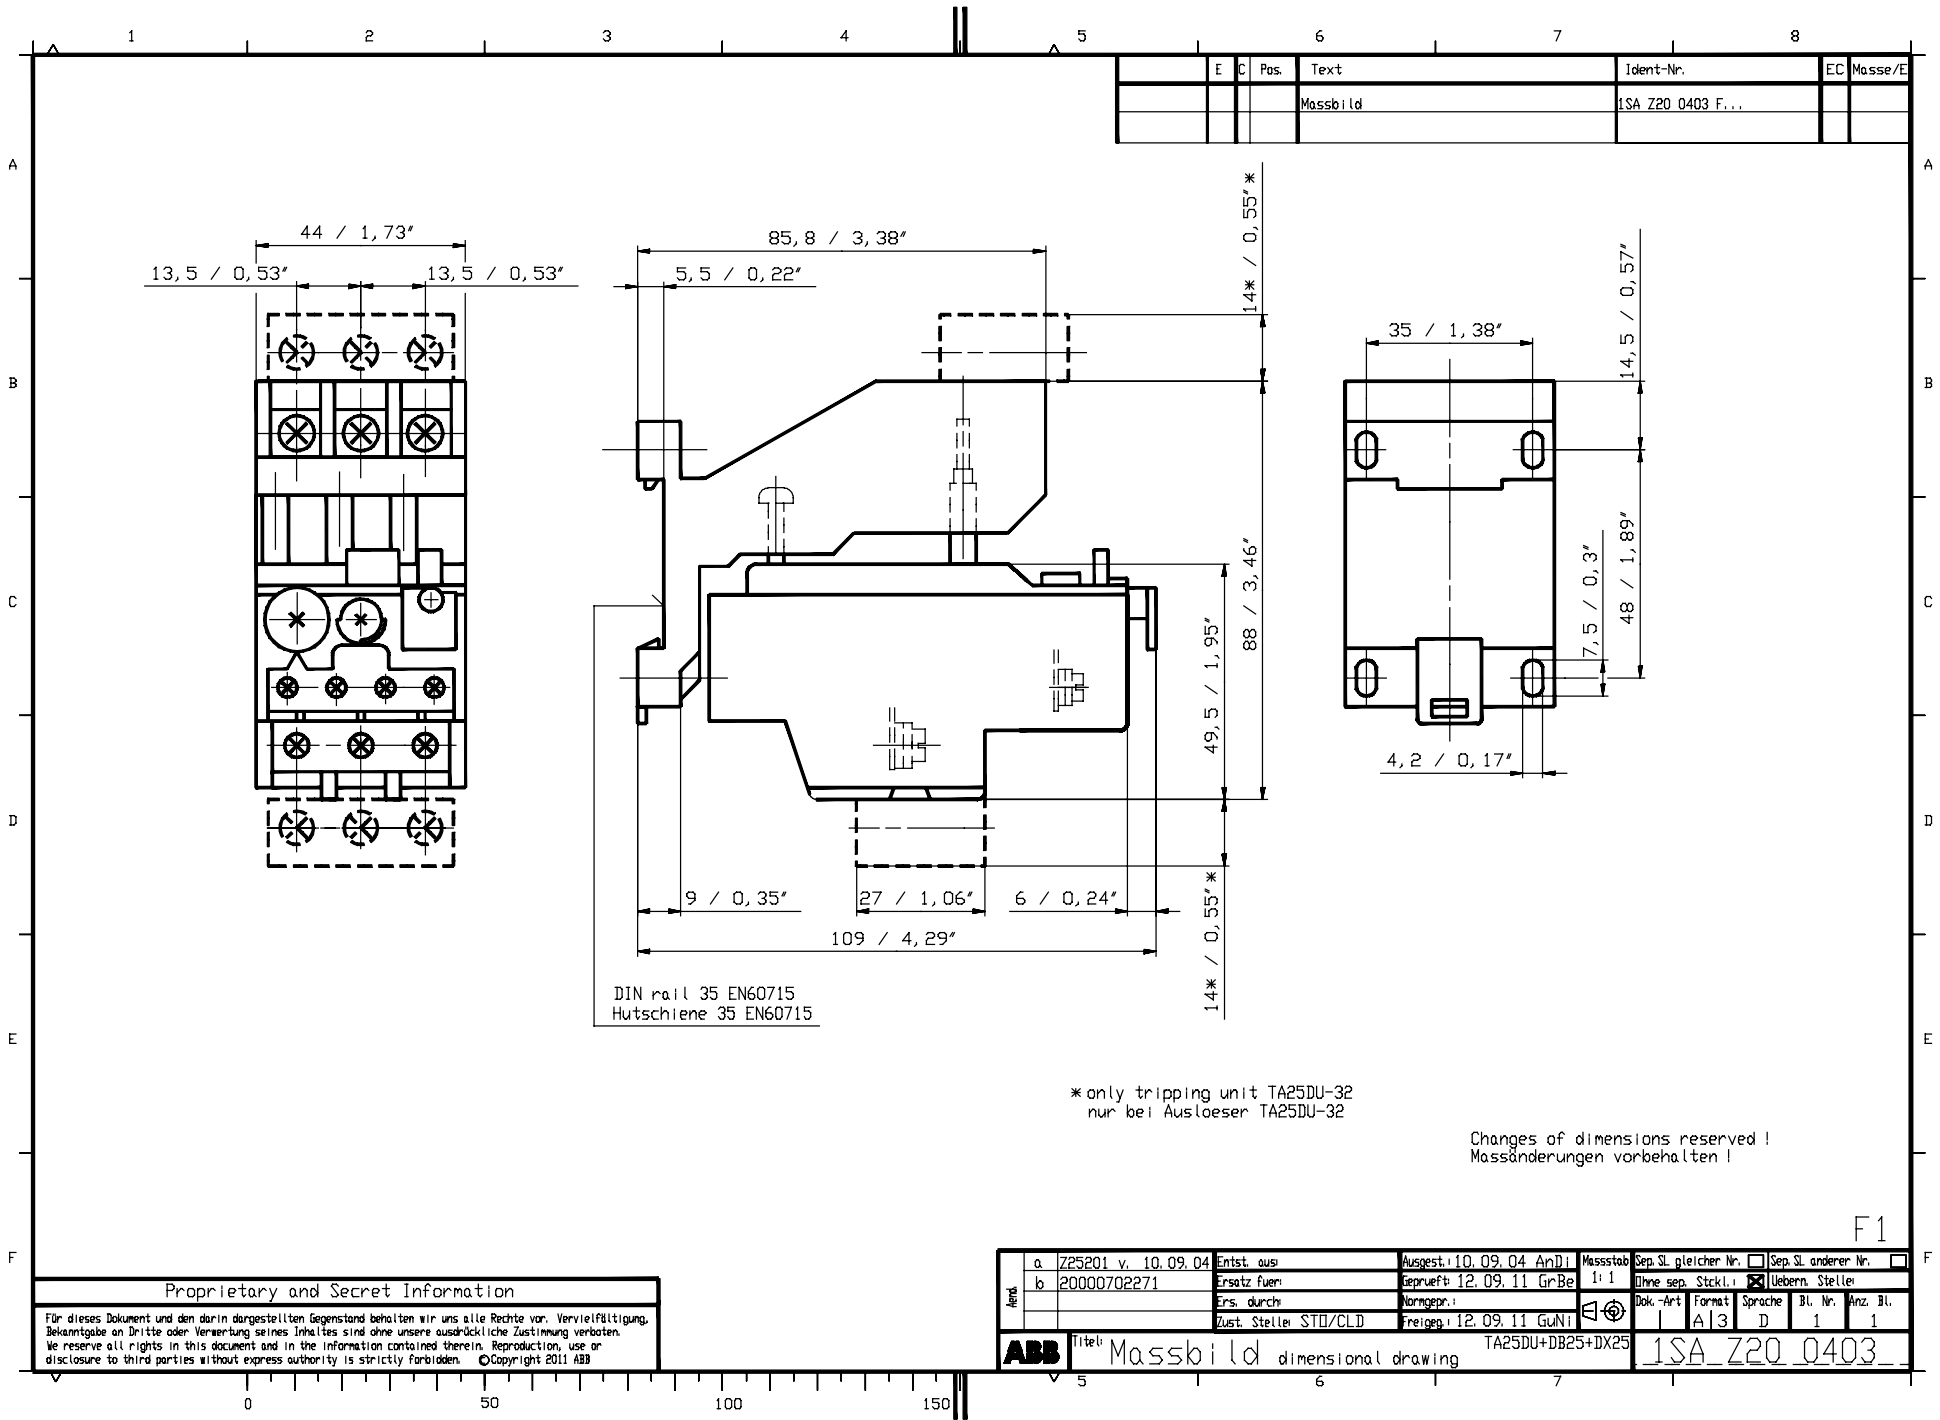 1 2 3 4 5 6 7 8
E C Pos. Text Ident-Nr. EC Masse/E
Massbild 1SA Z20 0403 F...
A A
14* / 0,55″*
44 / 1,73″
85,8 / 3,38″
13,5 / 0,53″ 13,5 / 0,53″
5,5 / 0,22″
14,5 / 0,57″
35 / 1,38″
B B
88 / 3,46″
48 / 1,89″
7,5 / 0,3″
C C
49,5 / 1,95″
4,2 / 0,17″
D D
9 / 0,35″ 27 / 1,06″ 6 / 0,24″
14* / 0,55″*
109 / 4,29″
DIN rail 35 EN60715
Hutschiene 35 EN60715
E E
* only tripping unit TA25DU-32
nur bei Ausloeser TA25DU-32
Changes of dimensions reserved !
Massänderungen vorbehalten !
F1
F F
Proprietary and Secret Information
Für dieses Dokument und den darin dargestellten Gegenstand behalten wir uns alle Rechte vor. Vervielfältigung,
Bekanntgabe an Dritte oder Verwertung seines Inhaltes sind ohne unsere ausdrückliche Zustimmung verboten.
We reserve all rights in this document and in the information contained therein. Reproduction, use or
disclosure to third parties without express authority is strictly forbidden. ©Copyright 2011 ABB
Aend.
a Z25201 v. 10.09.04 Entst. aus: Ausgest.: 10.09.04 AnDi Massstab Sep. SL gleicher Nr. Sep. SL anderer Nr.
b 20000702271 Ersatz fuer: Geprueft: 12.09.11 GrBe 1:1 Ohne sep. Stckl.: Uebern. Stelle:
Ers. durch: Normgepr.: Dok.-Art Format Sprache Bl. Nr. Anz. Bl.
Zust. Stelle: STO/CLD Freigeg.: 12.09.11 GuNi A 3 D 1 1
ABB Titel: Massbild dimensional drawing TA25DU+DB25+DX25 1SA Z20 0403
5 6 7
0 50 100 150